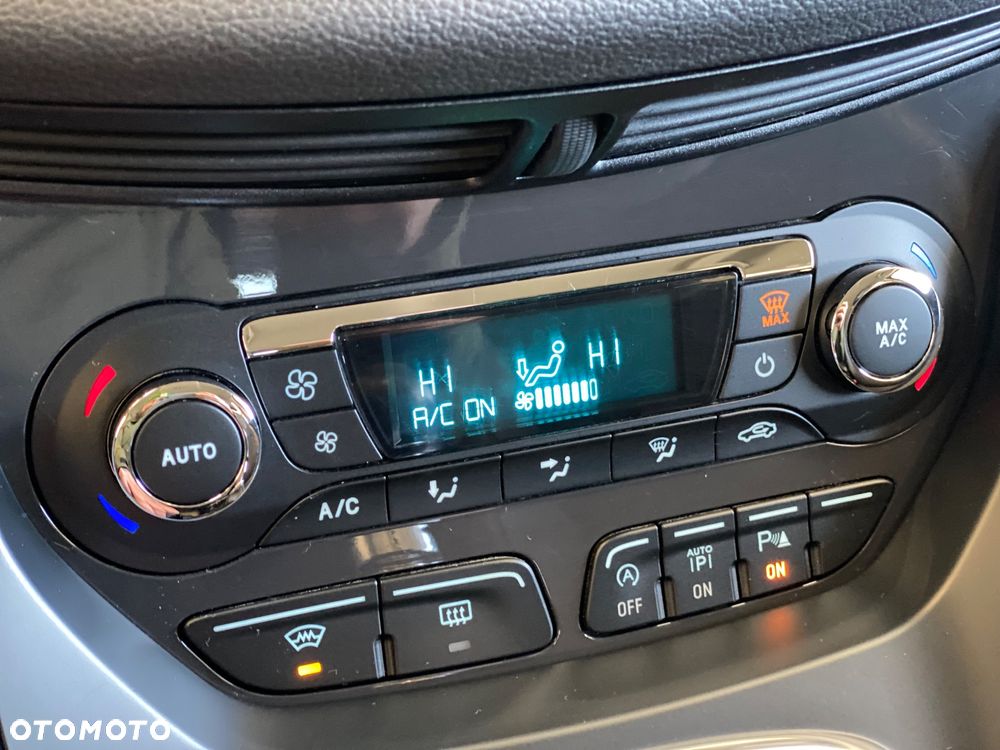 MAX
MAX
A/C
HI
HI
A/C ON
AUTO
A/C
OFF
AUTO
P
ON
P
ON
OTOMOTO